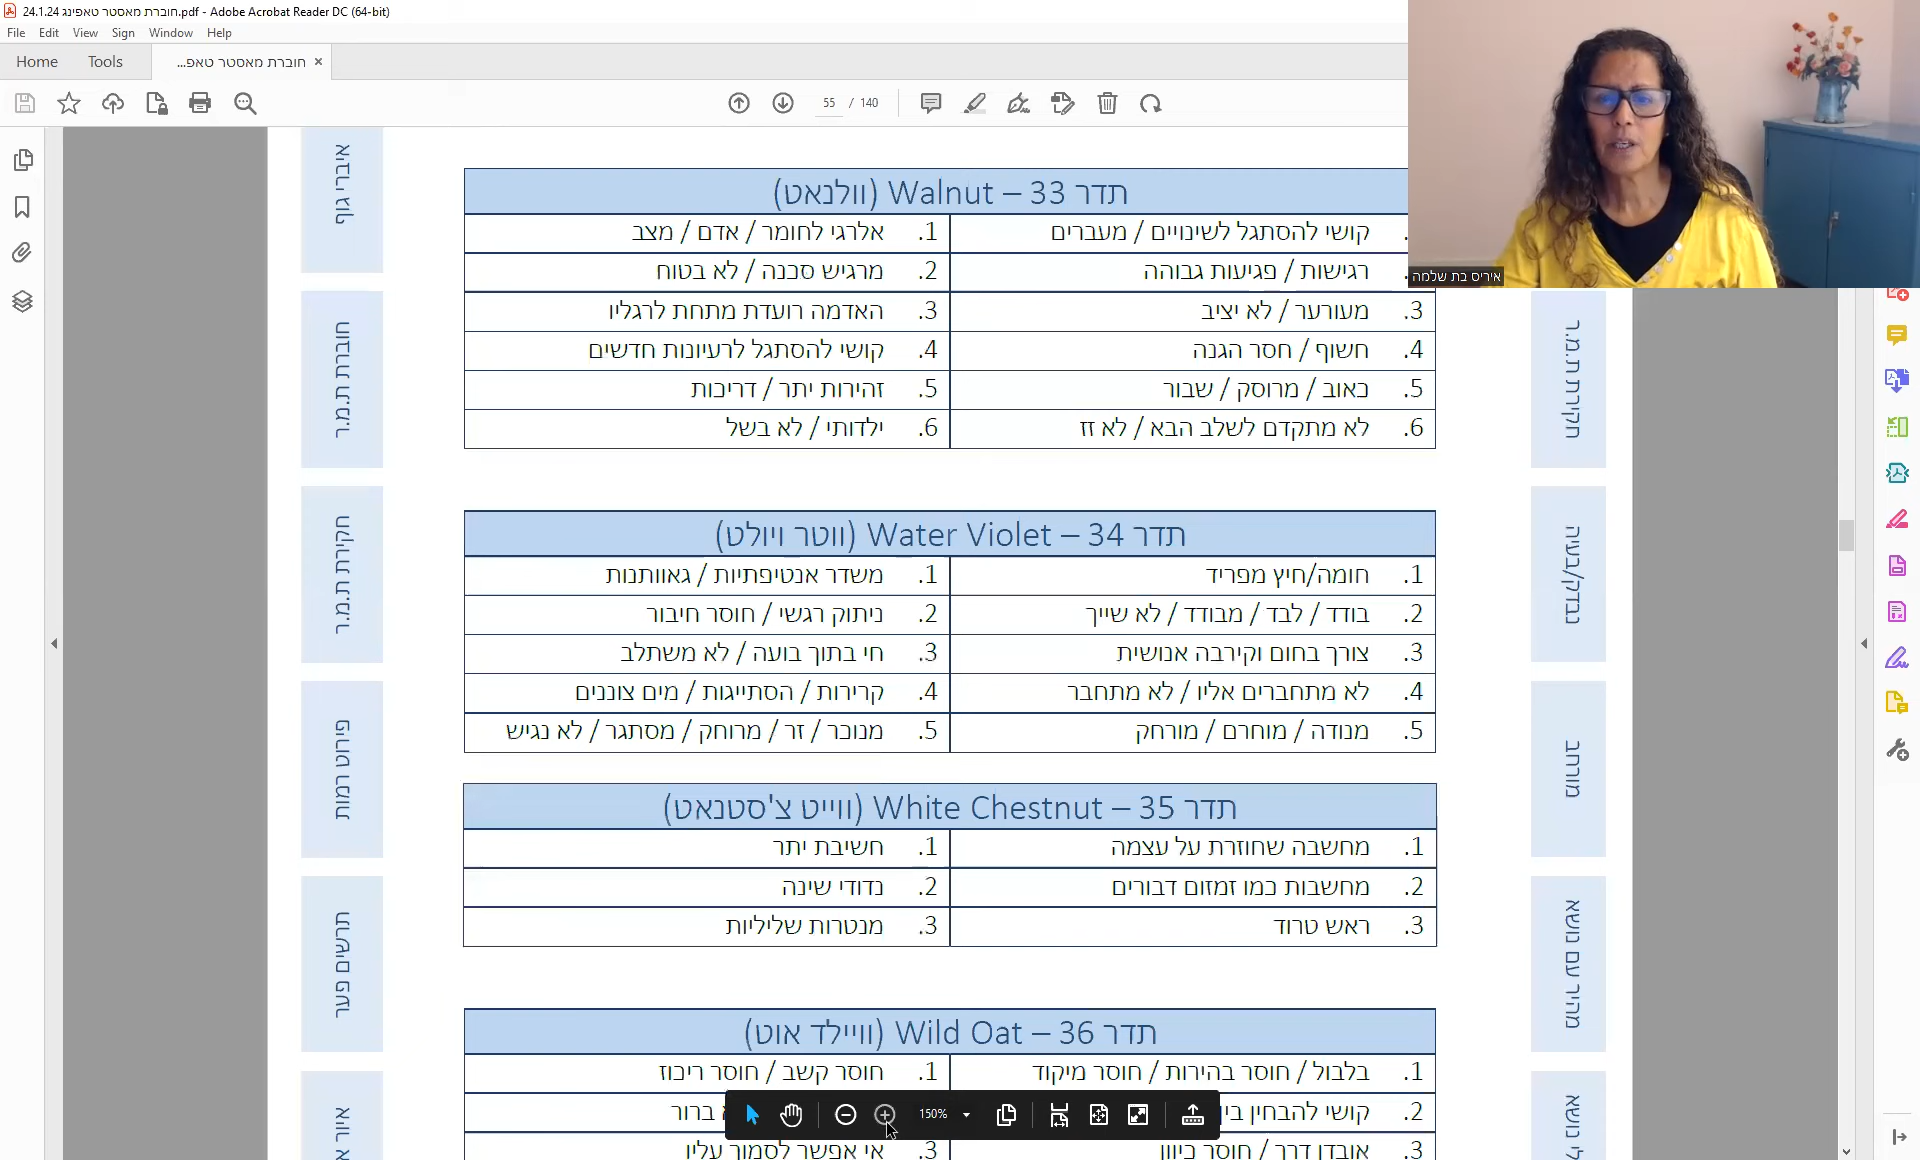 חוברת מאסטר טאפינג 24.1.24.pdf - Adobe Acrobat Reader DC (64-bit)
File Edit View Sign Window Help
Home Tools חוברת מאסטר טאפ...
55 / 140
איריס בת שלמה
איברי גוף
חוברת ת.מ.ר
חקירת ת.מ.ר
פירוט רמות
תרשים פער
חקירת ת.מ.ר
נבדק/בעיה
מורחב
מהיר עם נושא
תדר 33 – Walnut (וולנאט)
קושי להסתגל לשינויים / מעברים 1. אלרגי לחומר / אדם / מצב
רגישות / פגיעות גבוהה 2. מרגיש סכנה / לא בטוח
3. מעורער / לא יציב 3. האדמה רועדת מתחת לרגליו
4. חשוף / חסר הגנה 4. קושי להסתגל לרעיונות חדשים
5. כאוב / מרוסק / שבור 5. זהירות יתר / דריכות
6. לא מתקדם לשלב הבא / לא זז 6. ילדותי / לא בשל
תדר 34 – Water Violet (ווטר ויולט)
1. חומה/חיץ מפריד 1. משדר אנטיפתיות / גאוותנות
2. בודד / לבד / מבודד / לא שייך 2. ניתוק רגשי / חוסר חיבור
3. צורך בחום וקירבה אנושית 3. חי בתוך בועה / לא משתלב
4. לא מתחברים אליו / לא מתחבר 4. קרירות / הסתייגות / מים צוננים
5. מנודה / מוחרם / מורחק 5. מנוכר / זר / מרוחק / מסתגר / לא נגיש
תדר 35 – White Chestnut (ווייט צ'סטנאט)
1. מחשבה שחוזרת על עצמה 1. חשיבת יתר
2. מחשבות כמו זמזום דבורים 2. נדודי שינה
3. ראש טרוד 3. מנטרות שליליות
תדר 36 – Wild Oat (וויילד אוט)
1. בלבול / חוסר בהירות / חוסר מיקוד 1. חוסר קשב / חוסר ריכוז
2. קושי להבחין בין ברור
3. אובדן דרך / חוסר כיוון 3. אי אפשר לסמוך עליו
150%